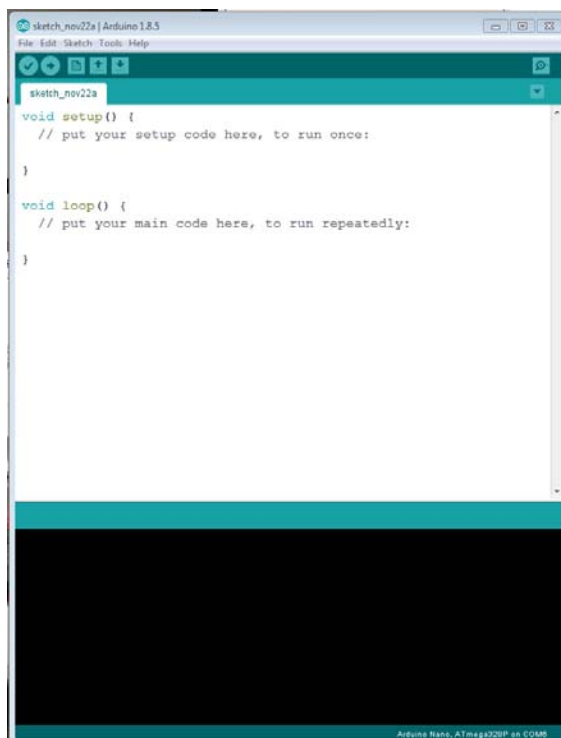 sketch_nov22a | Arduino 1.8.5
File Edit Sketch Tools Help
sketch_nov22a
void setup() {
// put your setup code here, to run once:
}
void loop() {
// put your main code here, to run repeatedly:
}
Arduino Nano, ATmega328P on COM6